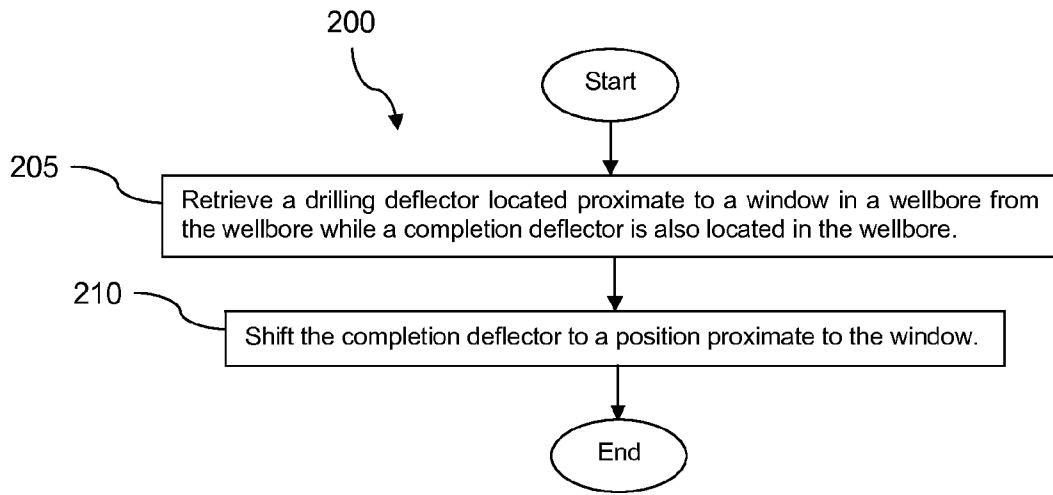 200
Start
205
Retrieve a drilling deflector located proximate to a window in a wellbore from
the wellbore while a completion deflector is also located in the wellbore.
210
Shift the completion deflector to a position proximate to the window.
End